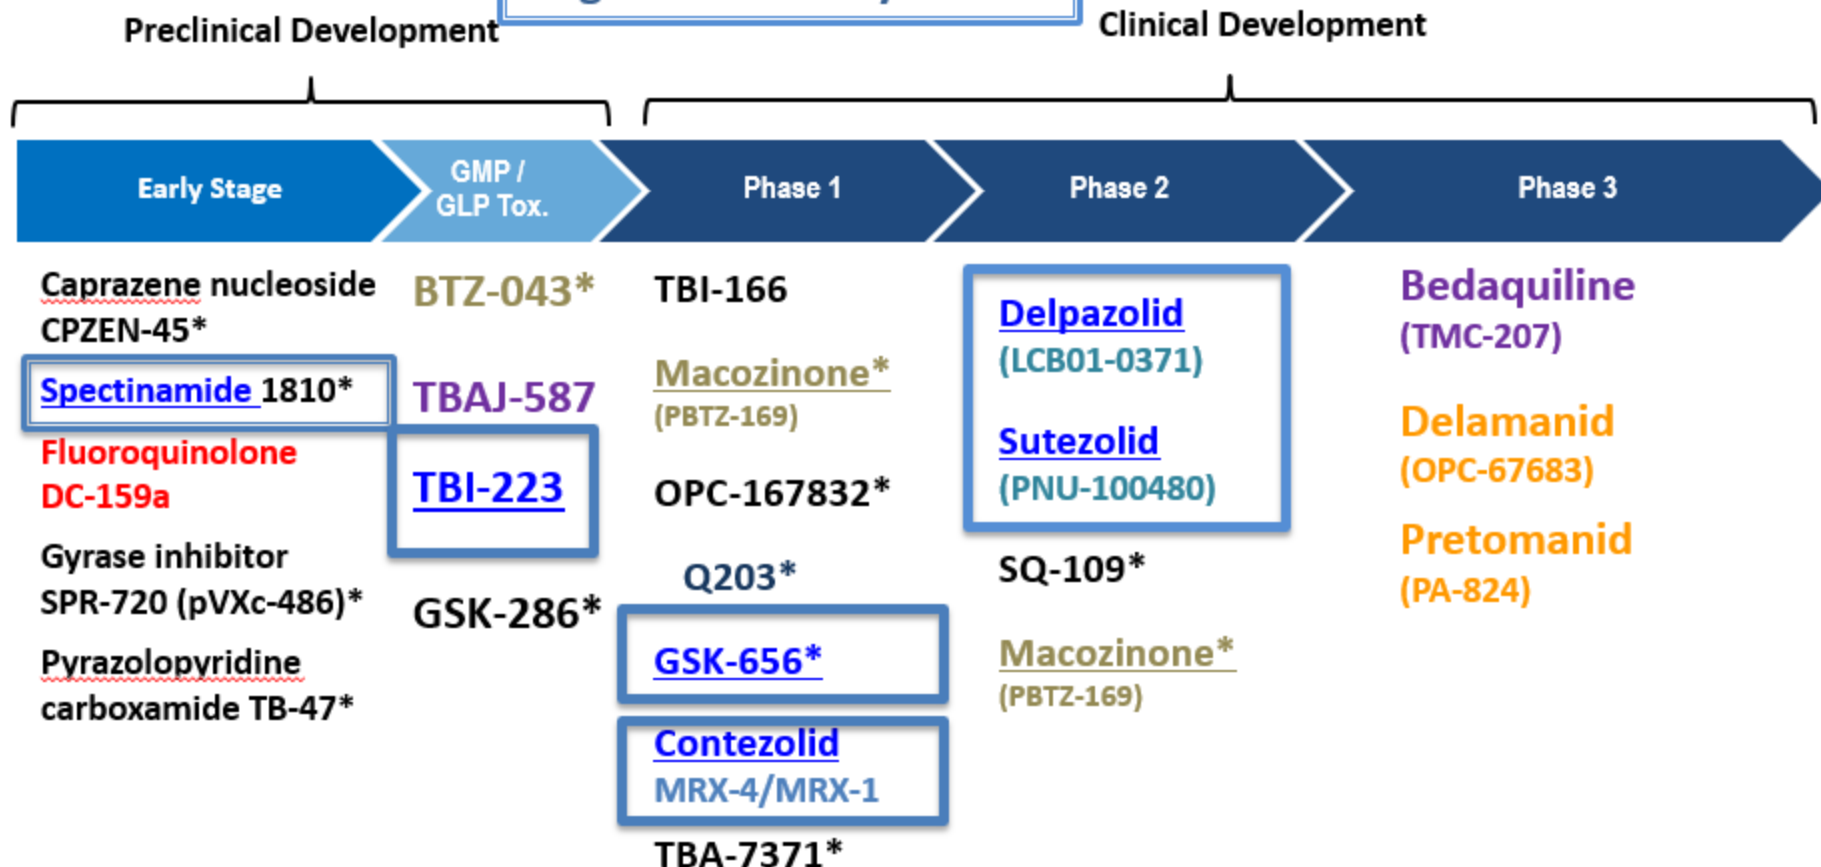 Preclinical Development
Clinical Development
Early Stage
GMP /
GLP Tox.
Phase 1
Phase 2
Phase 3
Caprazene nucleoside
CPZEN-45*
Spectinamide 1810*
Fluoroquinolone
DC-159a
Gyrase inhibitor
SPR-720 (pVXc-486)*
Pyrazolopyridine
carboxamide TB-47*
BTZ-043*
TBAJ-587
TBI-223
GSK-286*
TBI-166
Macozinone*
(PBTZ-169)
OPC-167832*
Q203*
GSK-656*
Contezolid
MRX-4/MRX-1
TBA-7371*
Delpazolid
(LCB01-0371)
Sutezolid
(PNU-100480)
SQ-109*
Macozinone*
(PBTZ-169)
Bedaquiline
(TMC-207)
Delamanid
(OPC-67683)
Pretomanid
(PA-824)